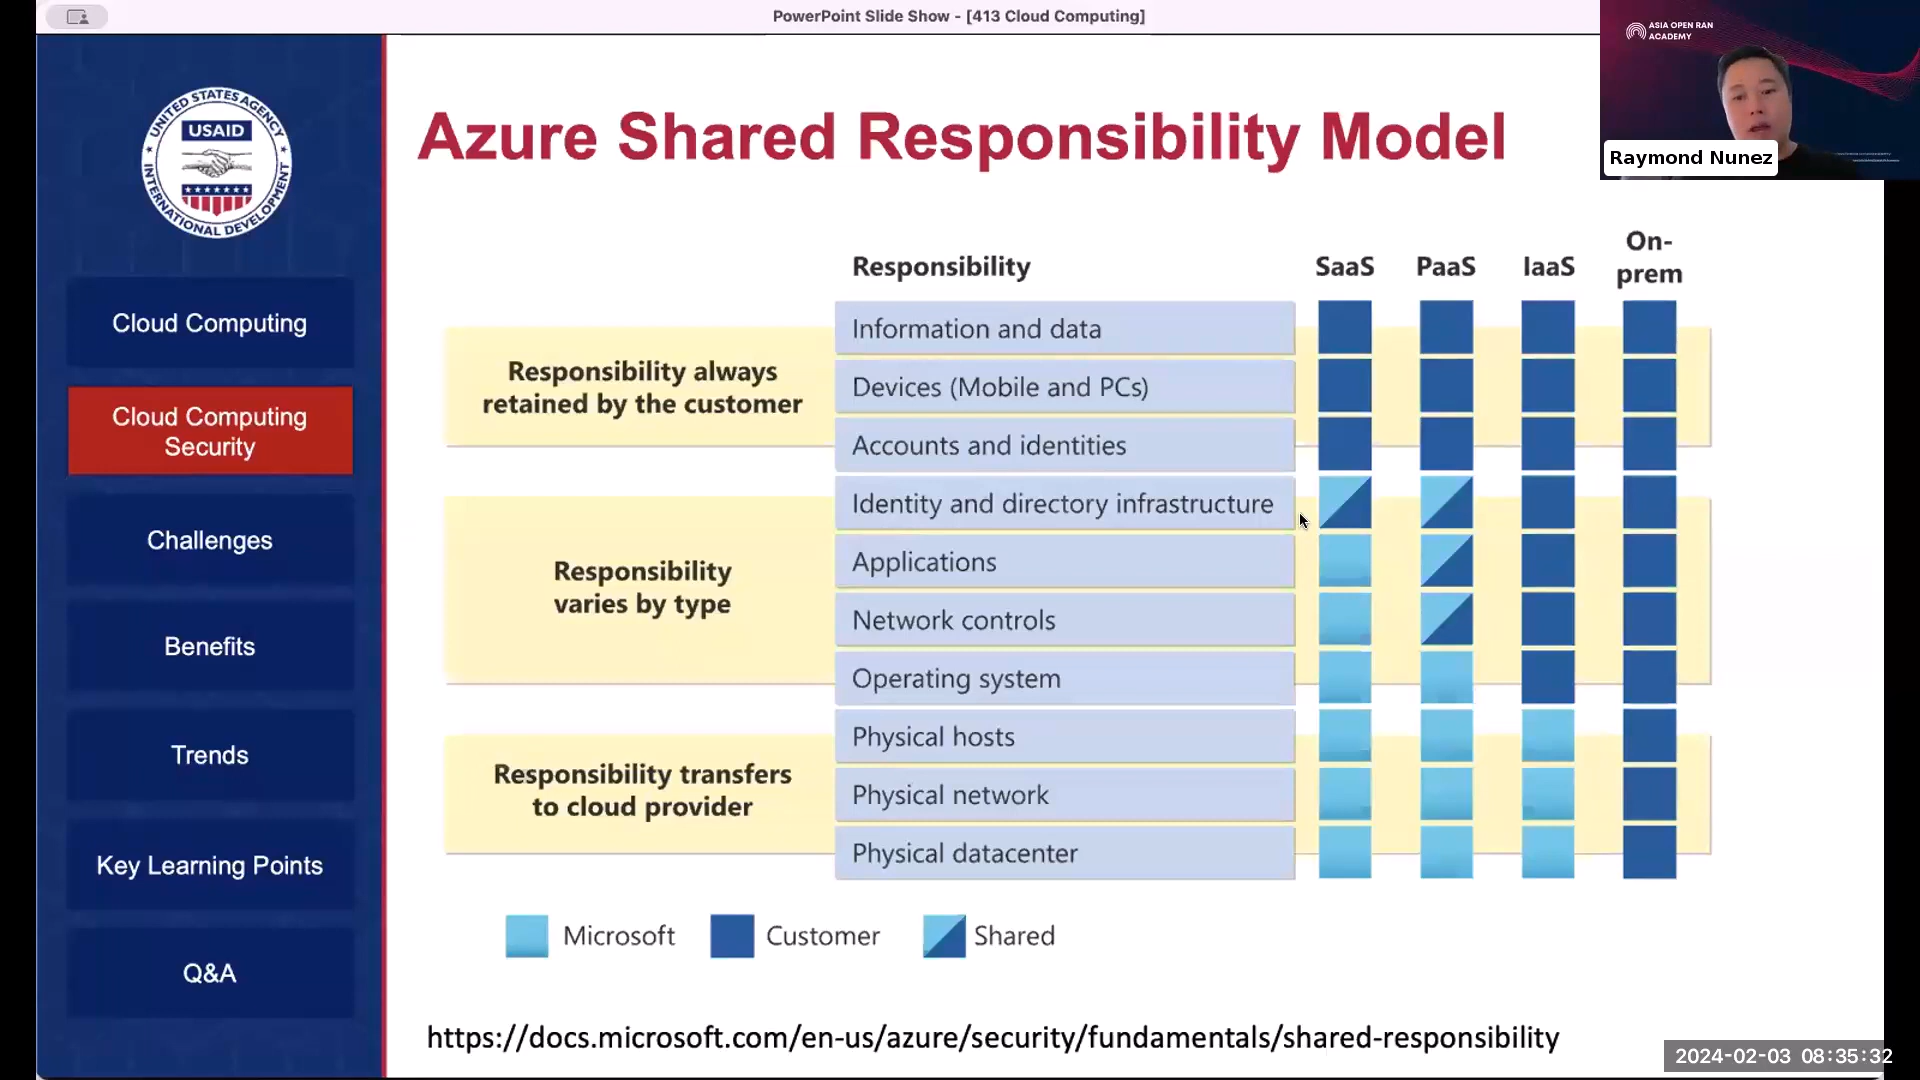 PowerPoint Slide Show - [413 Cloud Computing]
ASIA OPEN RAN
ACADEMY
Raymond Nunez
UNITED STATES AGENCY
USAID
INTERNATIONAL DEVELOPMENT
Cloud Computing
Cloud Computing
Security
Challenges
Benefits
Trends
Key Learning Points
Q&A
Azure Shared Responsibility Model
Responsibility
SaaS
PaaS
IaaS
On-
prem
Responsibility always
retained by the customer
Information and data
Devices (Mobile and PCs)
Accounts and identities
Responsibility
varies by type
Identity and directory infrastructure
Applications
Network controls
Operating system
Responsibility transfers
to cloud provider
Physical hosts
Physical network
Physical datacenter
Microsoft
Customer
Shared
https://docs.microsoft.com/en-us/azure/security/fundamentals/shared-responsibility
2024-02-03 08:35:32